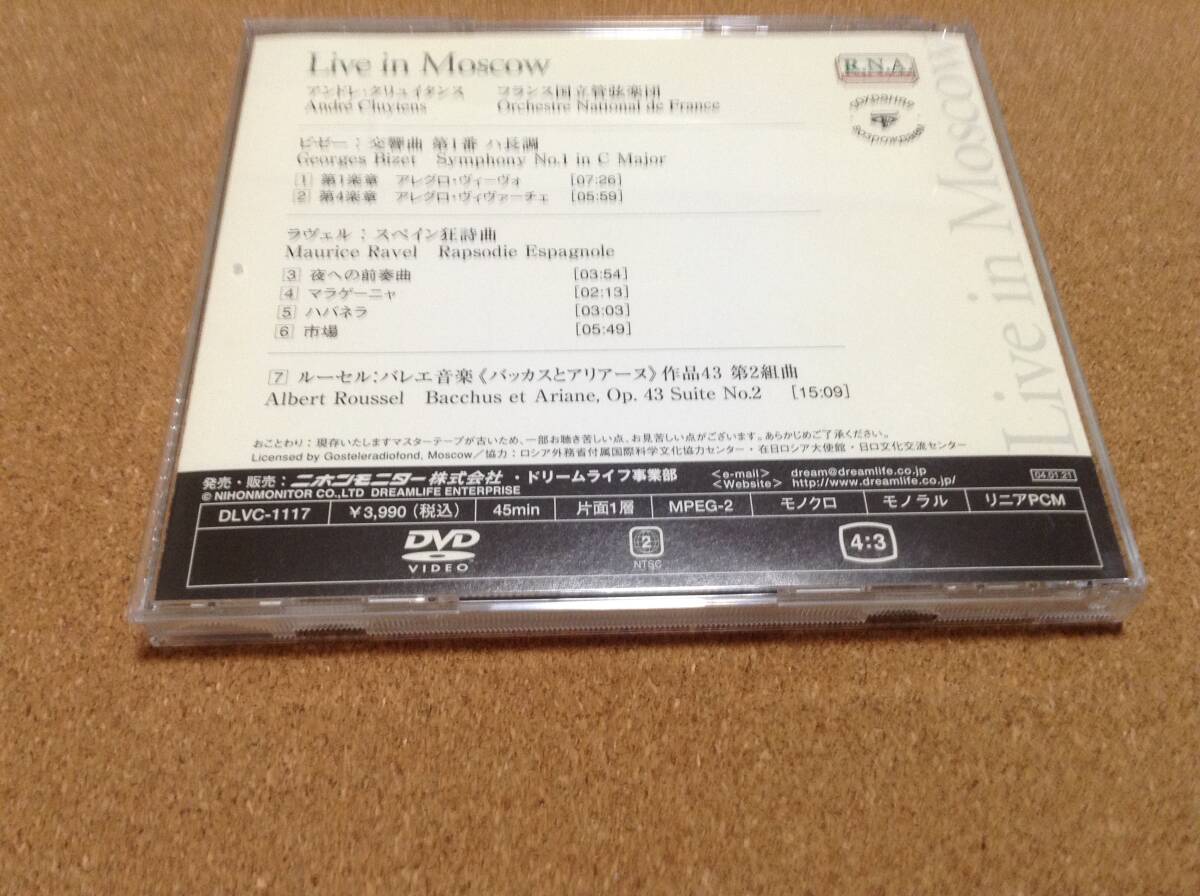 Live in Moscow
アンドレ・クリュイタンス フランス国立管弦楽団
André Cluytens Orchestre National de France
ビゼー：交響曲 第1番 ハ長調
Georges Bizet Symphony No.1 in C Major
1 第1楽章 アレグロ・ヴィーヴォ [07:26]
2 第4楽章 アレグロ・ヴィヴァーチェ [05:59]
ラヴェル：スペイン狂詩曲
Maurice Ravel Rapsodie Espagnole
3 夜への前奏曲 [03:54]
4 マラゲーニャ [02:13]
5 ハバネラ [03:03]
6 市場 [05:49]
7 ルーセル：バレエ音楽《バッカスとアリアーヌ》作品43 第2組曲
Albert Roussel Bacchus et Ariane, Op. 43 Suite No.2 [15:09]
おことわり：現存いたしますマスターテープが古いため、一部お聴き苦しい点、お見苦しい点がございます。あらかじめご了承ください。
Licensed by Gosteleradiofond, Moscow／協力：ロシア外務省付属国際科学文化協力センター・在日ロシア大使館・日ロ文化交流センター
発売・販売：ニホンモニター株式会社・ドリームライフ事業部 <e-mail> dream@dreamlife.co.jp
© NIHONMONITOR CO.,LTD DREAMLIFE ENTERPRISE <Website> http://www.dreamlife.co.jp/
04.01.21
DLVC-1117 ￥3,990（税込） 45min 片面1層 MPEG-2 モノクロ モノラル リニアPCM
DVD
VIDEO
2
NTSC
4:3
R.N.A.
Live in Moscow